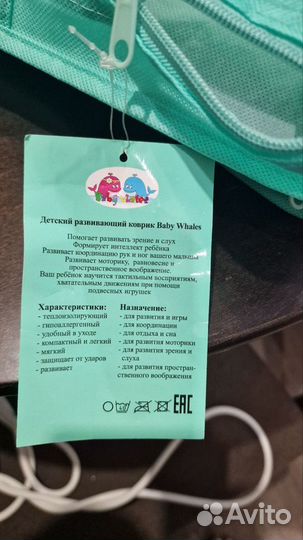 Baby Whales
Детский развивающий коврик Baby Whales
Помогает развивать зрение и слух
Формирует интеллект ребёнка
Развивает координацию рук и ног вашего малыша
Развивает моторику, равновесие и
пространственное воображение.
Ваш ребёнок научится тактильным восприятиям,
хватательным движениям при помощи
подвесных игрушек
Характеристики:
- теплоизолирующий
- гипоаллергенный
- удобный в уходе
- компактный и легкий
- мягкий
- защищает от ударов
- развивает
Назначение:
- для развития и игры
- для координации
- для отдыха и сна
- для развития моторики
- для развития зрения и
слуха
- для развития простран-
ственного воображения
ЕАС
Avito